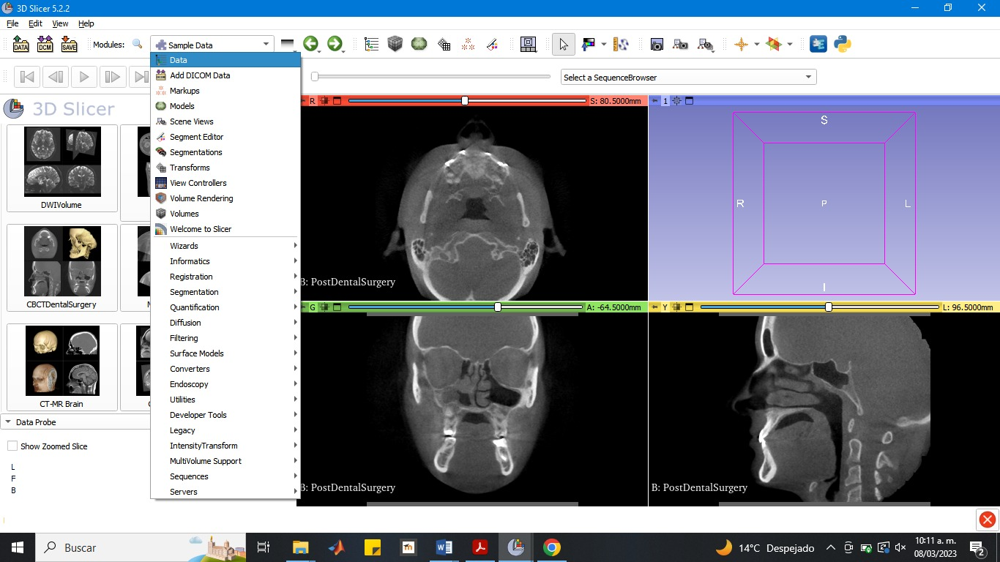 3D Slicer 5.2.2
File Edit View Help
DATA DCM SAVE Modules: Sample Data
Data
Add DICOM Data
Markups
Models
Scene Views
Segment Editor
Segmentations
Transforms
View Controllers
Volume Rendering
Volumes
Welcome to Slicer
Wizards
Informatics
Registration
Segmentation
Quantification
Diffusion
Filtering
Surface Models
Converters
Endoscopy
Utilities
Developer Tools
Legacy
IntensityTransform
MultiVolume Support
Sequences
Servers
Select a SequenceBrowser
3D Slicer
DWIVolume
CBCTDentalSurgery
CT-MR Brain
Data Probe
Show Zoomed Slice
L
F
B
R S: 80.5000mm
B: PostDentalSurgery
1
S
R P L
I
G A: -64.5000mm
B: PostDentalSurgery
Y L: 96.5000mm
B: PostDentalSurgery
Buscar
14°C Despejado
10:11 a. m.
08/03/2023
2